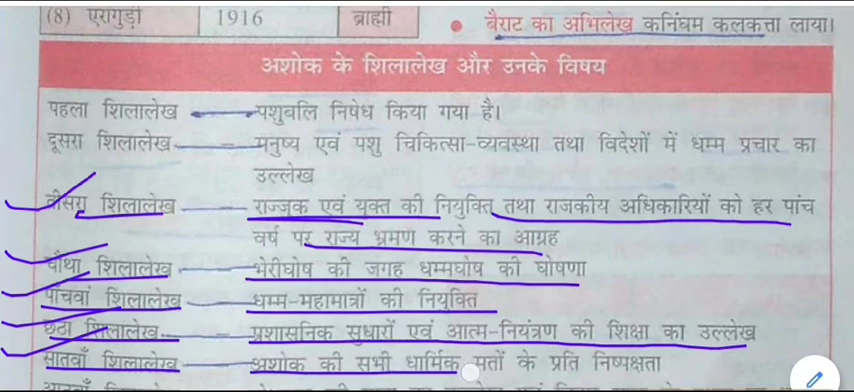 (8) एरागुड़ी 1916 ब्राह्मी
• बैराट का अभिलेख कनिंघम कलकत्ता लाया।
अशोक के शिलालेख और उनके विषय
पहला शिलालेख — पशुबलि निषेध किया गया है।
दूसरा शिलालेख — मनुष्य एवं पशु चिकित्सा-व्यवस्था तथा विदेशों में धम्म प्रचार का
उल्लेख
तीसरा शिलालेख — राज्जुक एवं युक्त की नियुक्ति तथा राजकीय अधिकारियों को हर पांच
वर्ष पर राज्य भ्रमण करने का आग्रह
चौथा शिलालेख — भेरीघोष की जगह धम्मघोष की घोषणा
पाँचवां शिलालेख — धम्म-महामात्रों की नियुक्ति
छठा शिलालेख — प्रशासनिक सुधारों एवं आत्म-नियंत्रण की शिक्षा का उल्लेख
सातवाँ शिलालेख — अशोक की सभी धार्मिक मतों के प्रति निष्पक्षता